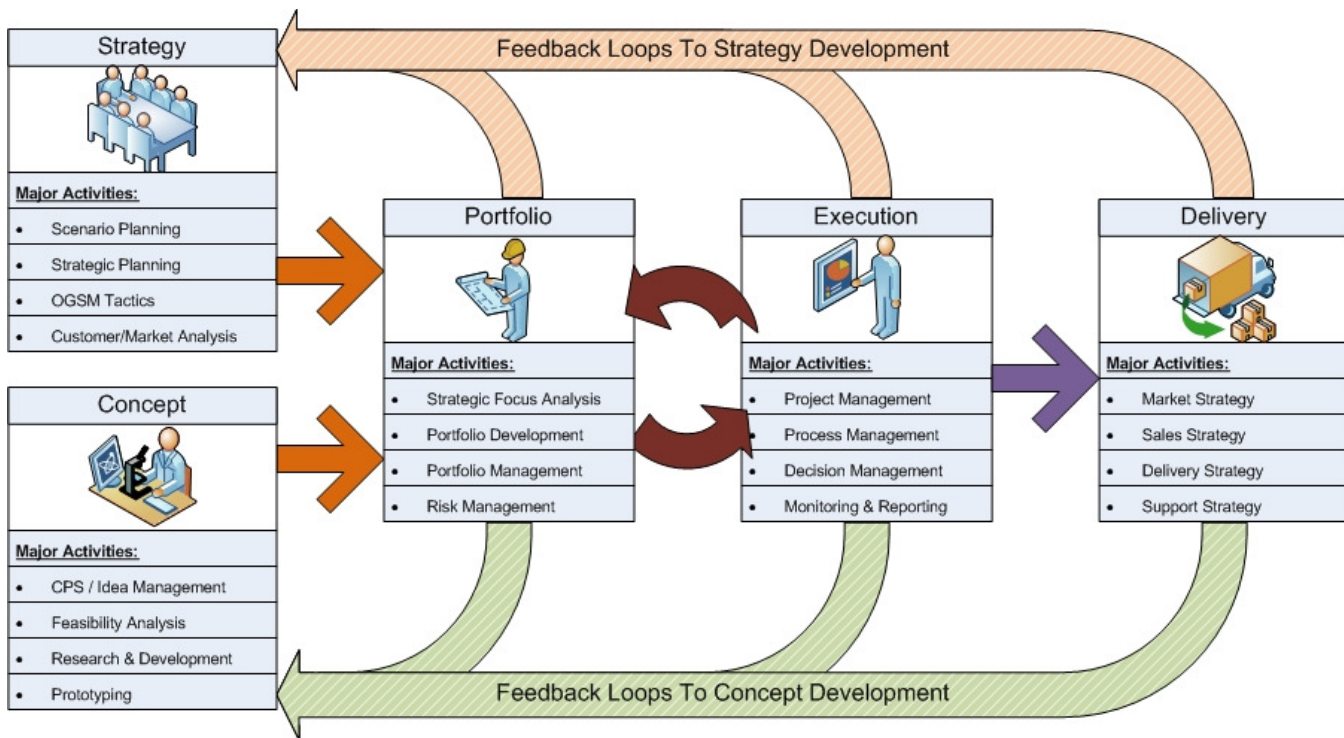 Feedback Loops To Strategy Development
Strategy
Major Activities:
• Scenario Planning
• Strategic Planning
• OGSM Tactics
• Customer/Market Analysis
Concept
Major Activities:
• CPS / Idea Management
• Feasibility Analysis
• Research & Development
• Prototyping
Portfolio
Major Activities:
• Strategic Focus Analysis
• Portfolio Development
• Portfolio Management
• Risk Management
Execution
Major Activities:
• Project Management
• Process Management
• Decision Management
• Monitoring & Reporting
Delivery
Major Activities:
• Market Strategy
• Sales Strategy
• Delivery Strategy
• Support Strategy
Feedback Loops To Concept Development